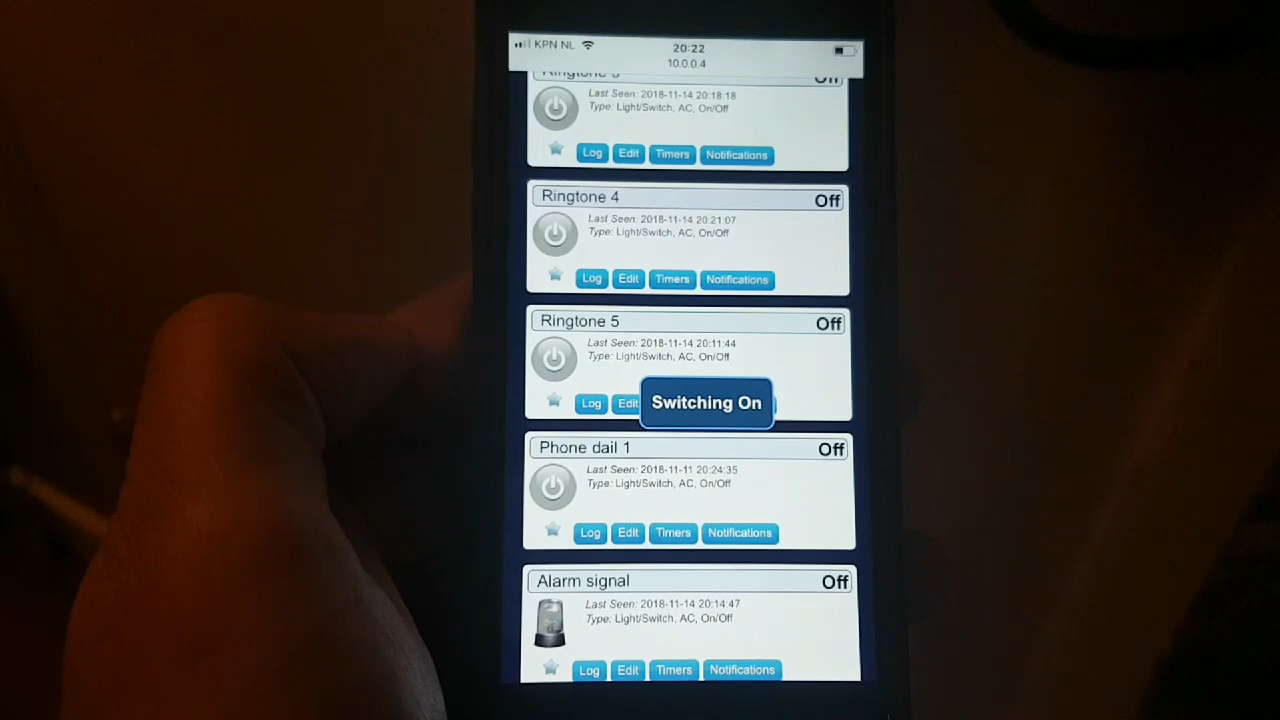 KPN NL
20:22
10.0.0.4
Ringtone 3 Off
Last Seen: 2018-11-14 20:18:18
Type: Light/Switch, AC, On/Off
Log Edit Timers Notifications
Ringtone 4 Off
Last Seen: 2018-11-14 20:21:07
Type: Light/Switch, AC, On/Off
Log Edit Timers Notifications
Ringtone 5 Off
Last Seen: 2018-11-14 20:11:44
Type: Light/Switch, AC, On/Off
Log Edit Switching On
Phone dail 1 Off
Last Seen: 2018-11-11 20:24:35
Type: Light/Switch, AC, On/Off
Log Edit Timers Notifications
Alarm signal Off
Last Seen: 2018-11-14 20:14:47
Type: Light/Switch, AC, On/Off
Log Edit Timers Notifications